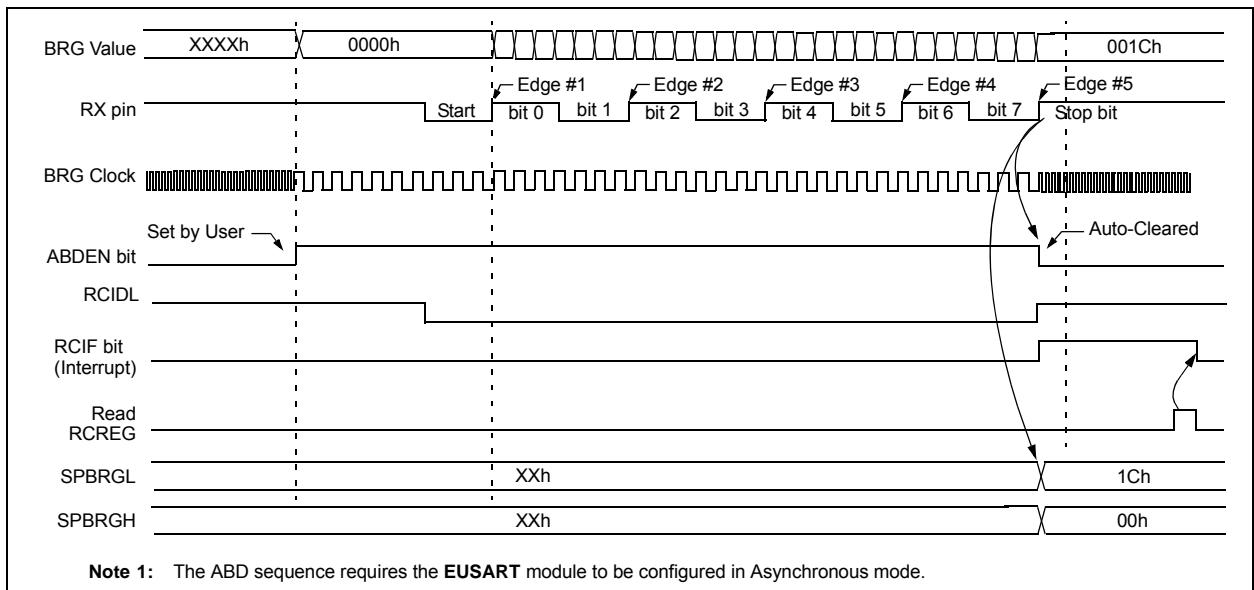 BRG Value XXXXh 0000h 001Ch
Edge #1 Edge #2 Edge #3 Edge #4 Edge #5
RX pin Start bit 0 bit 1 bit 2 bit 3 bit 4 bit 5 bit 6 bit 7 Stop bit
BRG Clock
Set by User Auto-Cleared
ABDEN bit
RCIDL
RCIF bit
(Interrupt)
Read
RCREG
SPBRGL XXh 1Ch
SPBRGH XXh 00h
Note 1: The ABD sequence requires the EUSART module to be configured in Asynchronous mode.